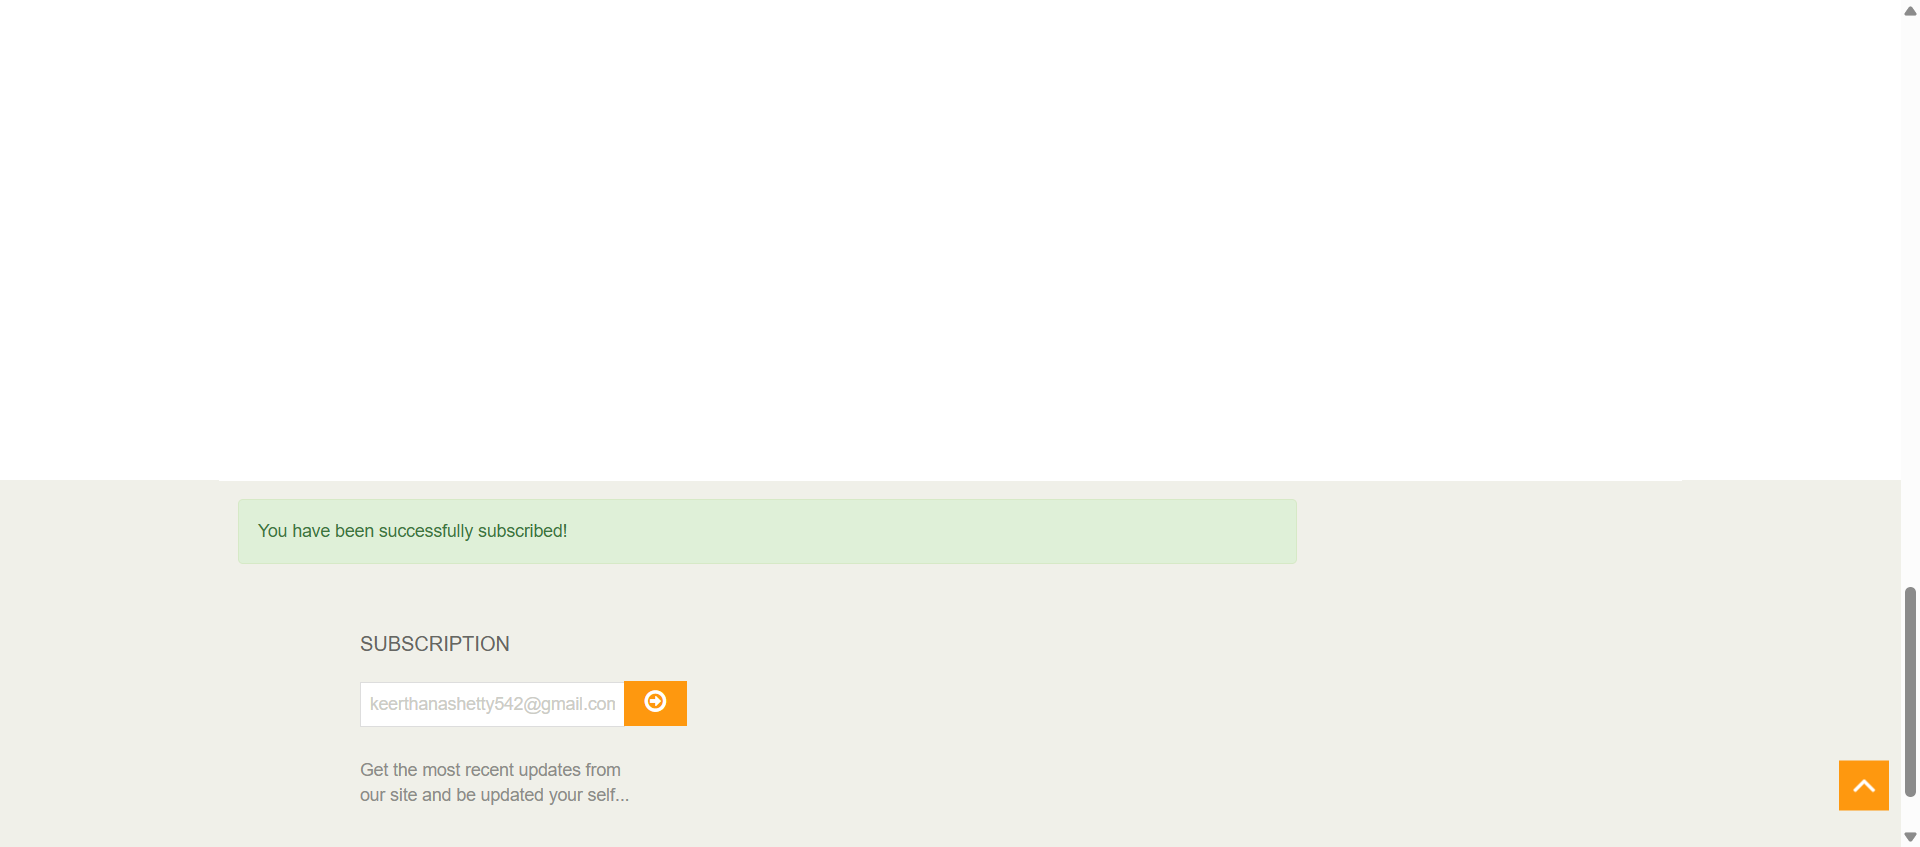 You have been successfully subscribed!
SUBSCRIPTION
keerthanashetty542@gmail.con
Get the most recent updates from
our site and be updated your self...